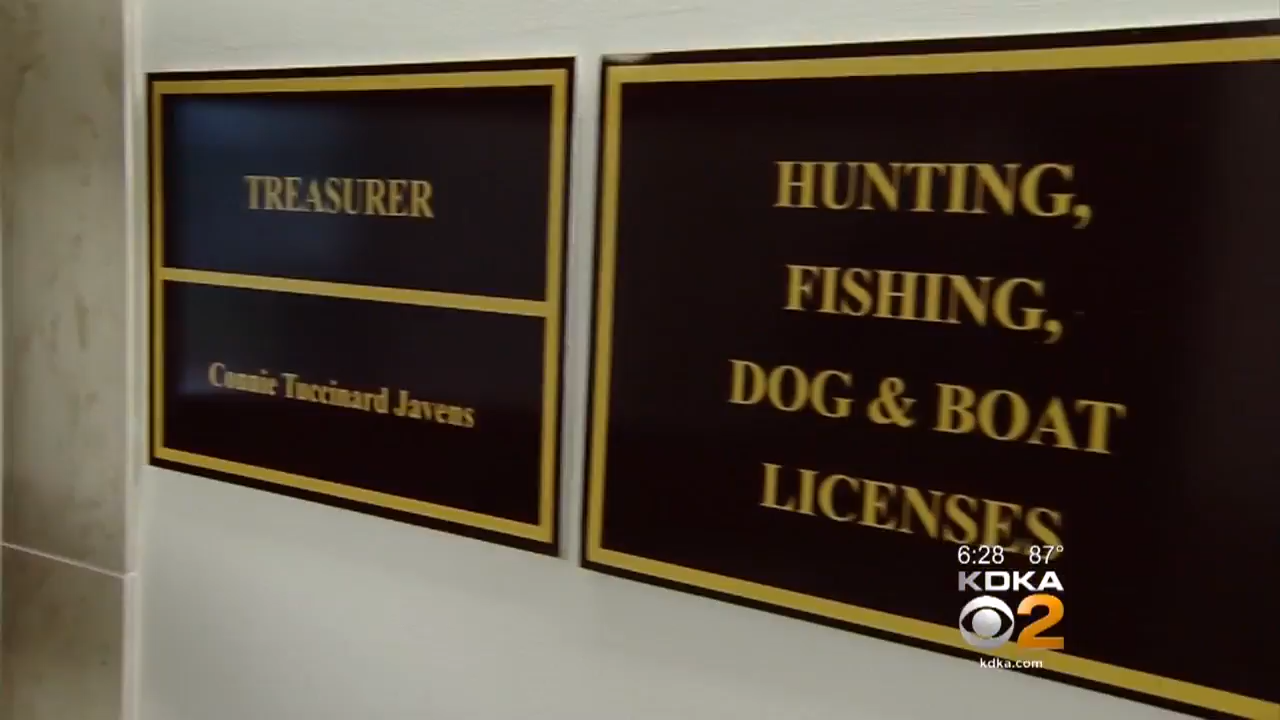 TREASURER
Connie Tuccinard Javens
HUNTING,
FISHING,
DOG & BOAT
LICENSES
6:28 87°
KDKA
2
kdka.com